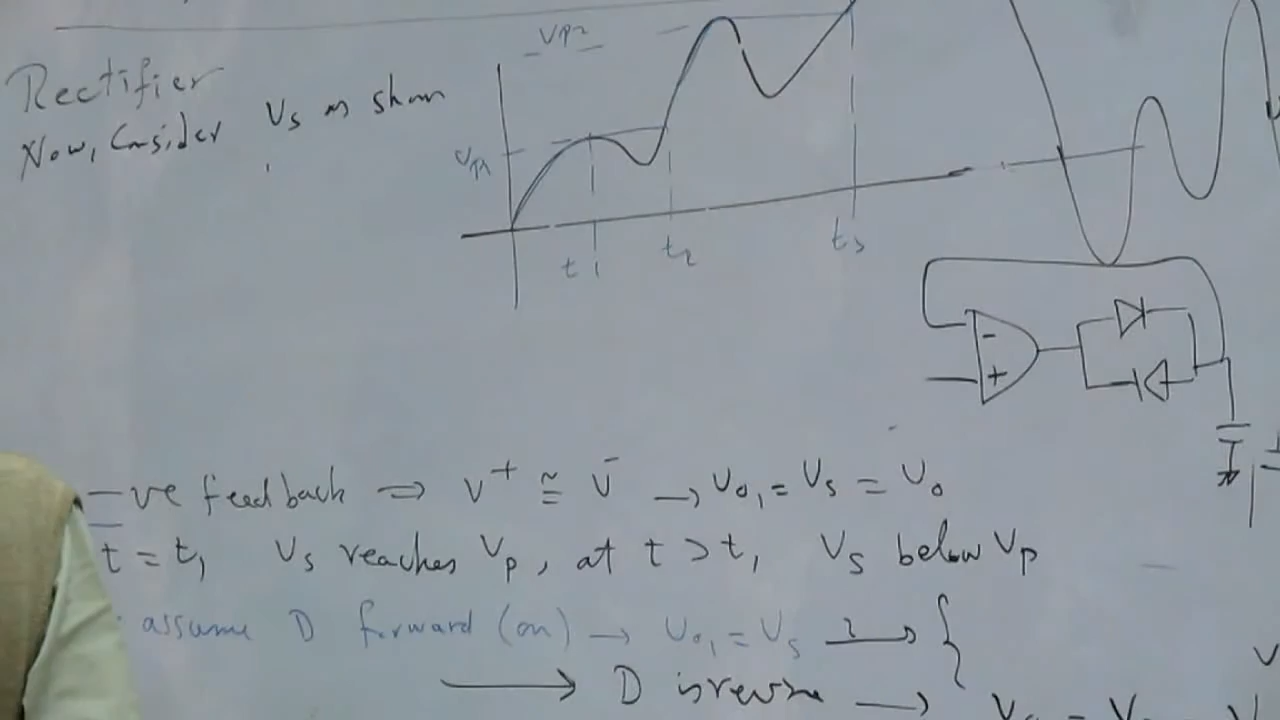 Rectifier
Now, Consider Vs as shown
VP2
VP1
t1
t2
t3
-
+
-ve feedback ⇒ V+ ≅ V- → Vo1 = Vs = Vo
t = t1 Vs reaches Vp, at t > t1 Vs below Vp
assume D forward (on) → Vo1 = Vs → {
→ D is reverse →